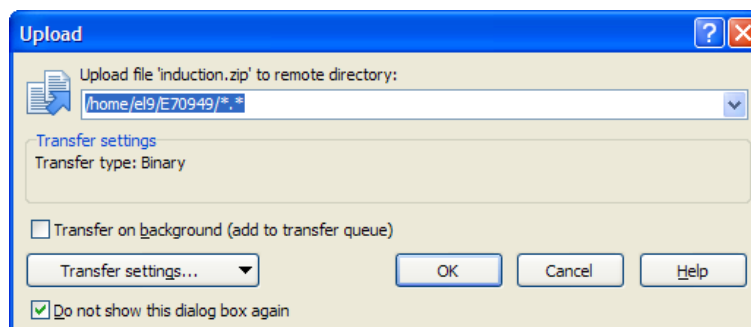 Upload
Upload file 'induction.zip' to remote directory:
/home/el9/E70949/*.*
Transfer settings
Transfer type: Binary
Transfer on background (add to transfer queue)
Transfer settings...
OK
Cancel
Help
Do not show this dialog box again